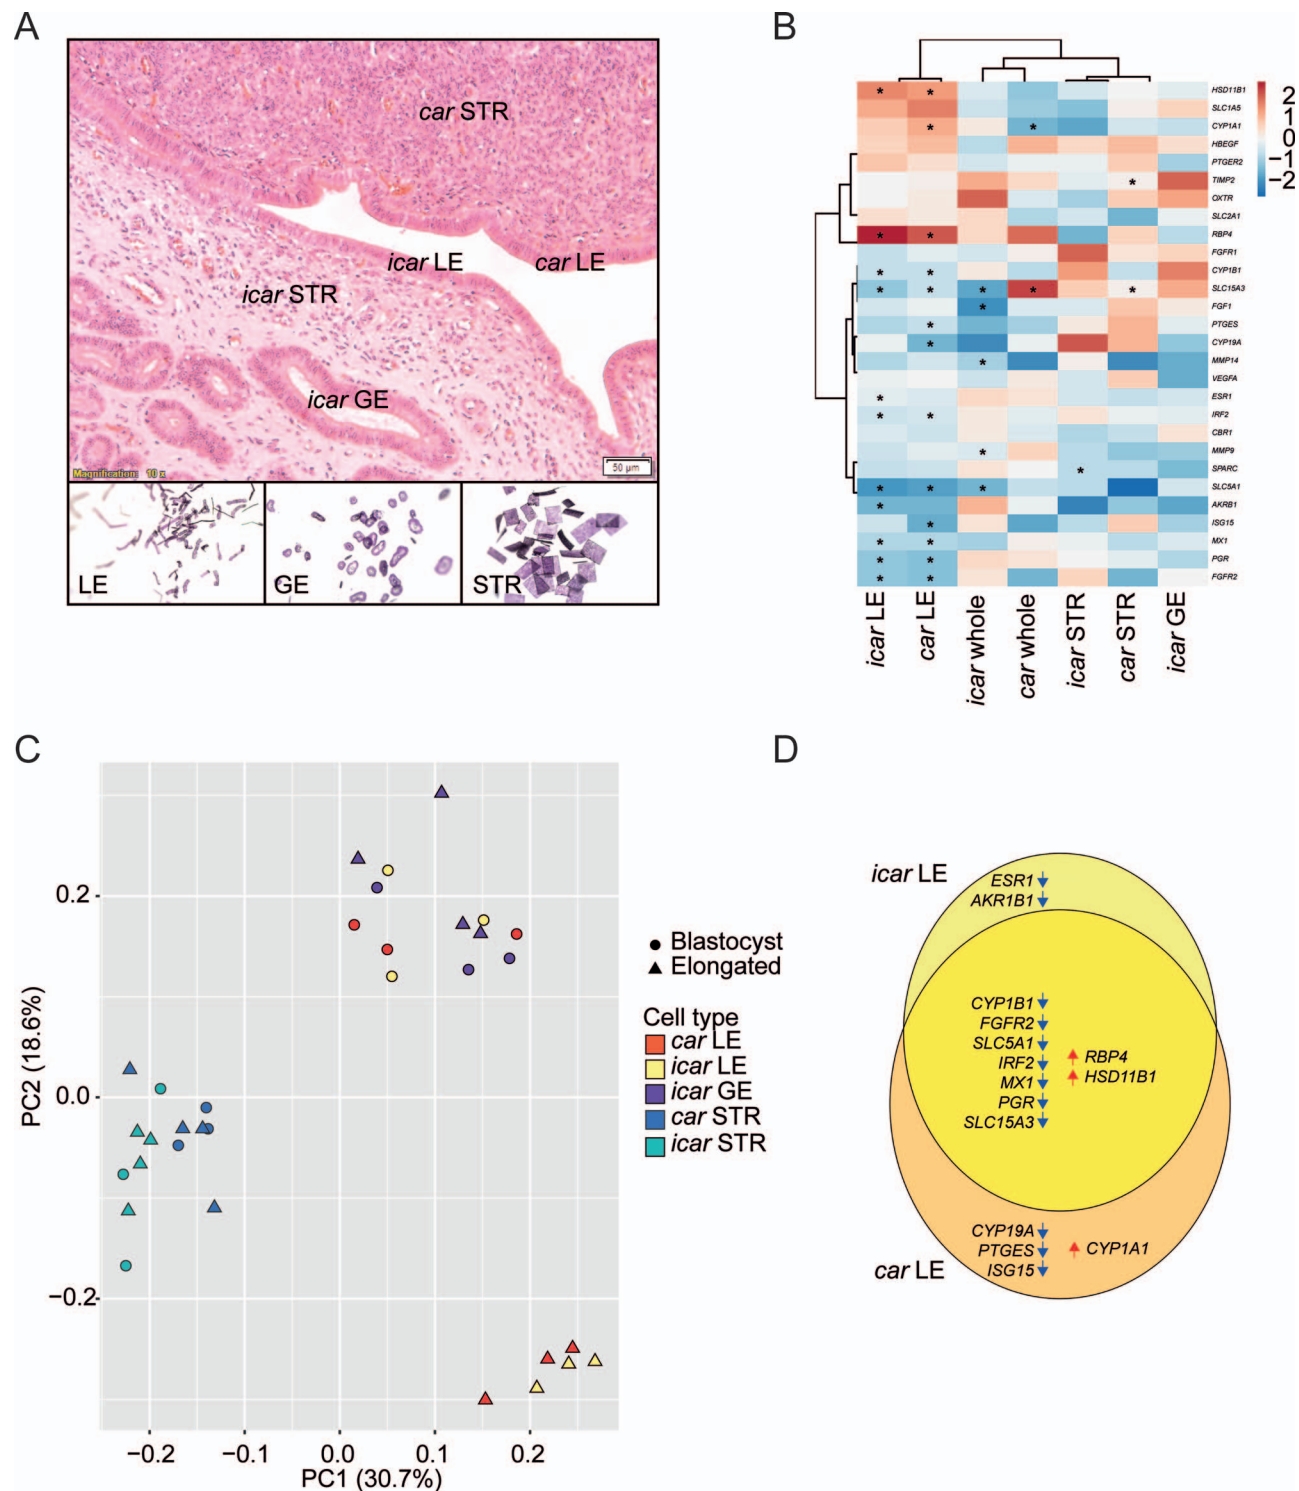 A
car STR
icar LE
car LE
icar STR
icar GE
Magnification: 10 x
50 µm
LE
GE
STR
B
HSD11B1
SLC1A5
CYP1A1
HBEGF
PTGER2
TIMP2
OXTR
SLC2A1
RBP4
FGFR1
CYP1B1
SLC15A3
FGF1
PTGES
CYP19A
MMP14
VEGFA
ESR1
IRF2
CBR1
MMP9
SPARC
SLC5A1
AKRB1
ISG15
MX1
PGR
FGFR2
2
1
0
−1
−2
icar LE
car LE
icar whole
car whole
icar STR
car STR
icar GE
C
PC2 (18.6%)
0.2
0.0
−0.2
−0.2
−0.1
0.0
0.1
0.2
PC1 (30.7%)
Blastocyst
Elongated
Cell type
car LE
icar LE
icar GE
car STR
icar STR
D
icar LE
ESR1
AKR1B1
CYP1B1
FGFR2
SLC5A1
IRF2
MX1
PGR
SLC15A3
RBP4
HSD11B1
CYP19A
PTGES
ISG15
CYP1A1
car LE